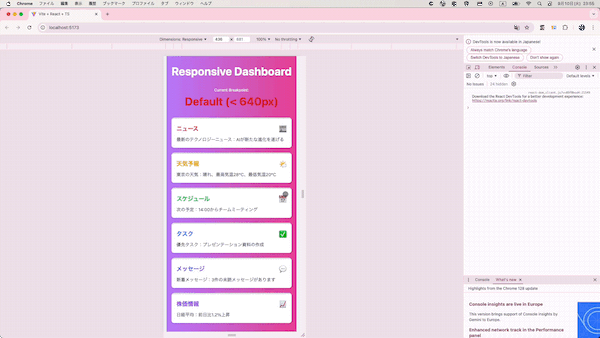 Chrome ファイル 編集 表示 履歴 ブックマーク プロファイル タブ ウィンドウ ヘルプ
Vite + React + TS
localhost:5173
Dimensions: Responsive 436 × 100% No throttling
DevTools is now available in Japanese!
Always match Chrome's language
Switch DevTools to Japanese Don't show again
Elements Console Sources
top Filter Default levels
No Issues
Download the React DevTools for a better development experience:
https://reactjs.org/link/react-devtools
Responsive Dashboard
Current Breakpoint:
Default (< 640px)
ニュース
最新のテクノロジーニュース：AIが新たな進化を遂げる
天気予報
東京の天気：晴れ、最高気温28°C、最低気温20°C
スケジュール
次の予定：14:00からチームミーティング
タスク
優先タスク：プレゼンテーション資料の作成
メッセージ
新着メッセージ：3件の未読メッセージがあります
株価情報
日経平均：前日比1.2%上昇
Console What's new
Highlights from the Chrome 128 update
Console insights are live in Europe
This version brings support of Console Insights by
Gemini to Europe.
Enhanced network track in the Performance
panel